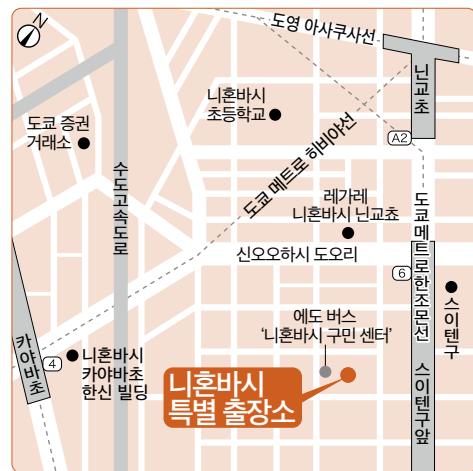 N
도영 아사쿠사선
닌교초
A2
니혼바시
초등학교
도쿄 증권
거래소
수도고속도로
도쿄 메트로 히비야선
레가레
니혼바시 닌교쵸
도쿄메트로한조몬선
신오오하시 도오리
6
스이텐구
에도 버스
‘니혼바시 구민 센터’
카야바초
4
니혼바시
카야바초
한신 빌딩
니혼바시
특별 출장소
스이텐구앞